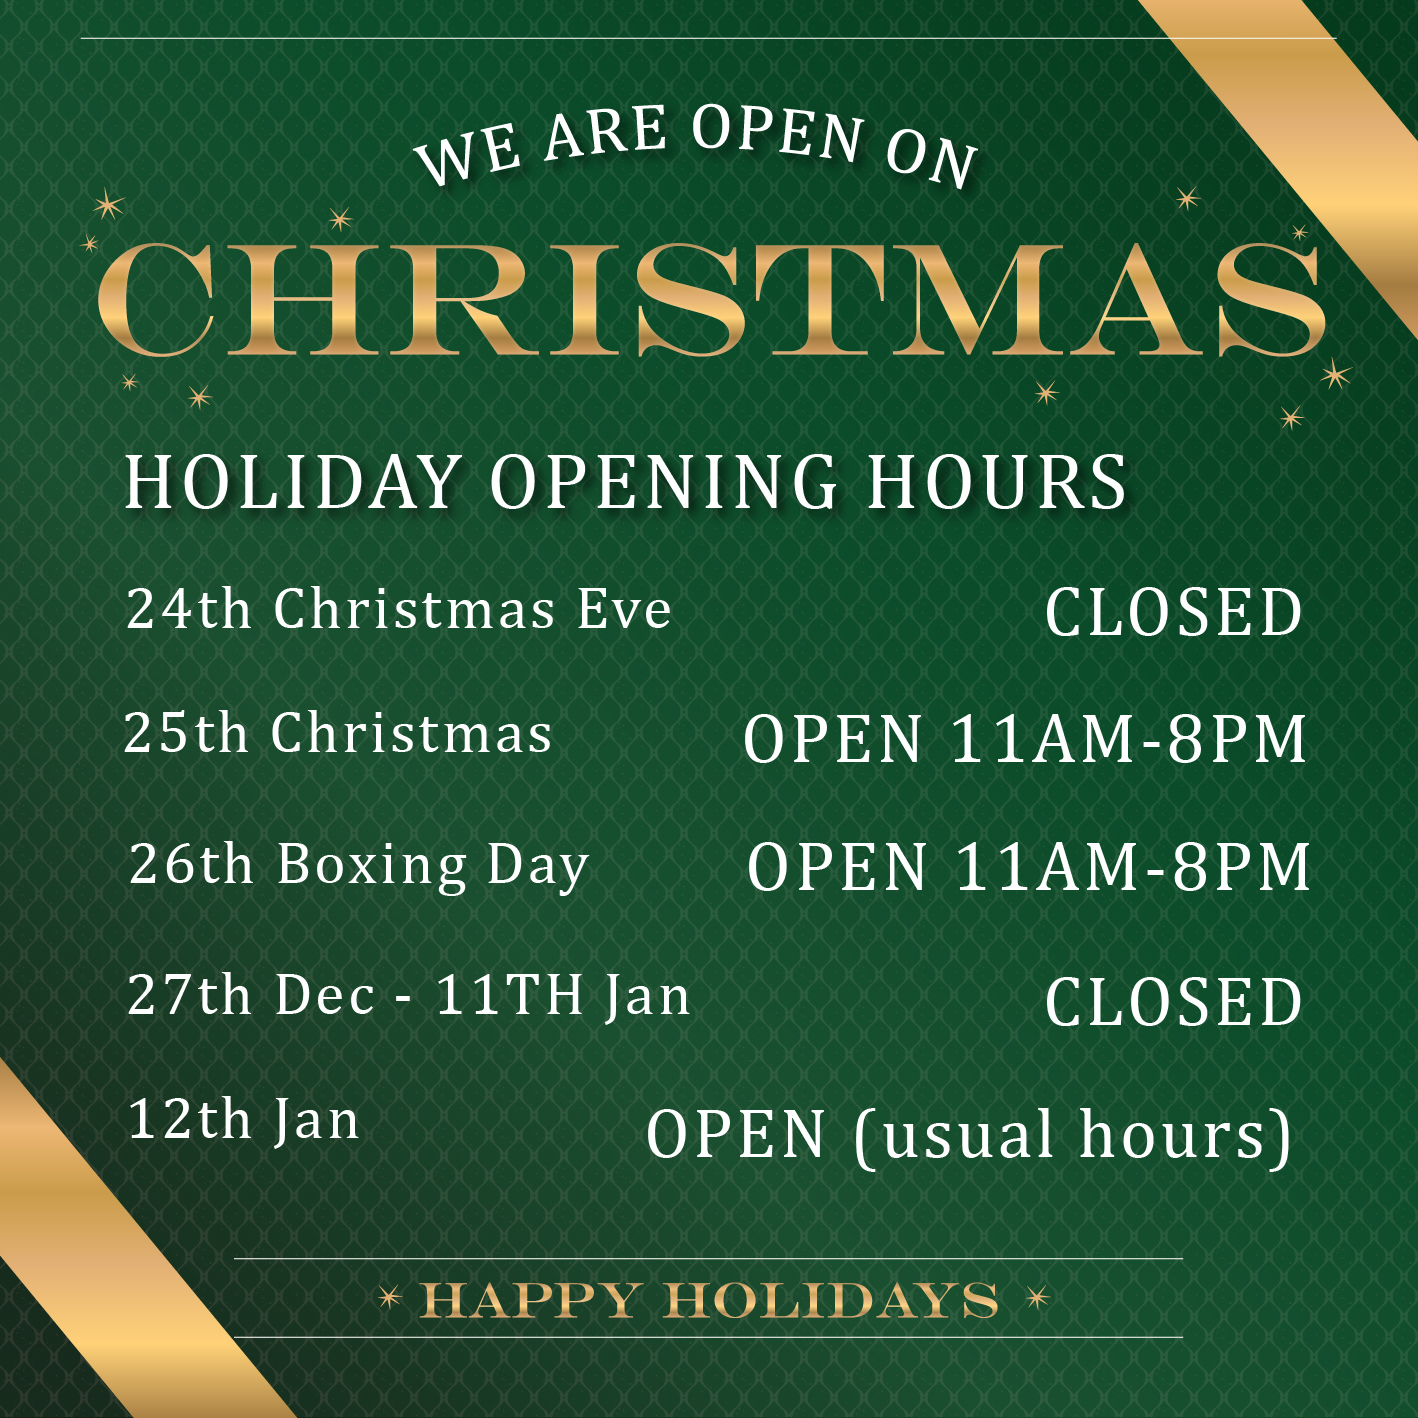 WE ARE OPEN ON
CHRISTMAS
HOLIDAY OPENING HOURS
24th Christmas Eve CLOSED
25th Christmas OPEN 11AM-8PM
26th Boxing Day OPEN 11AM-8PM
27th Dec - 11TH Jan CLOSED
12th Jan OPEN (usual hours)
HAPPY HOLIDAYS